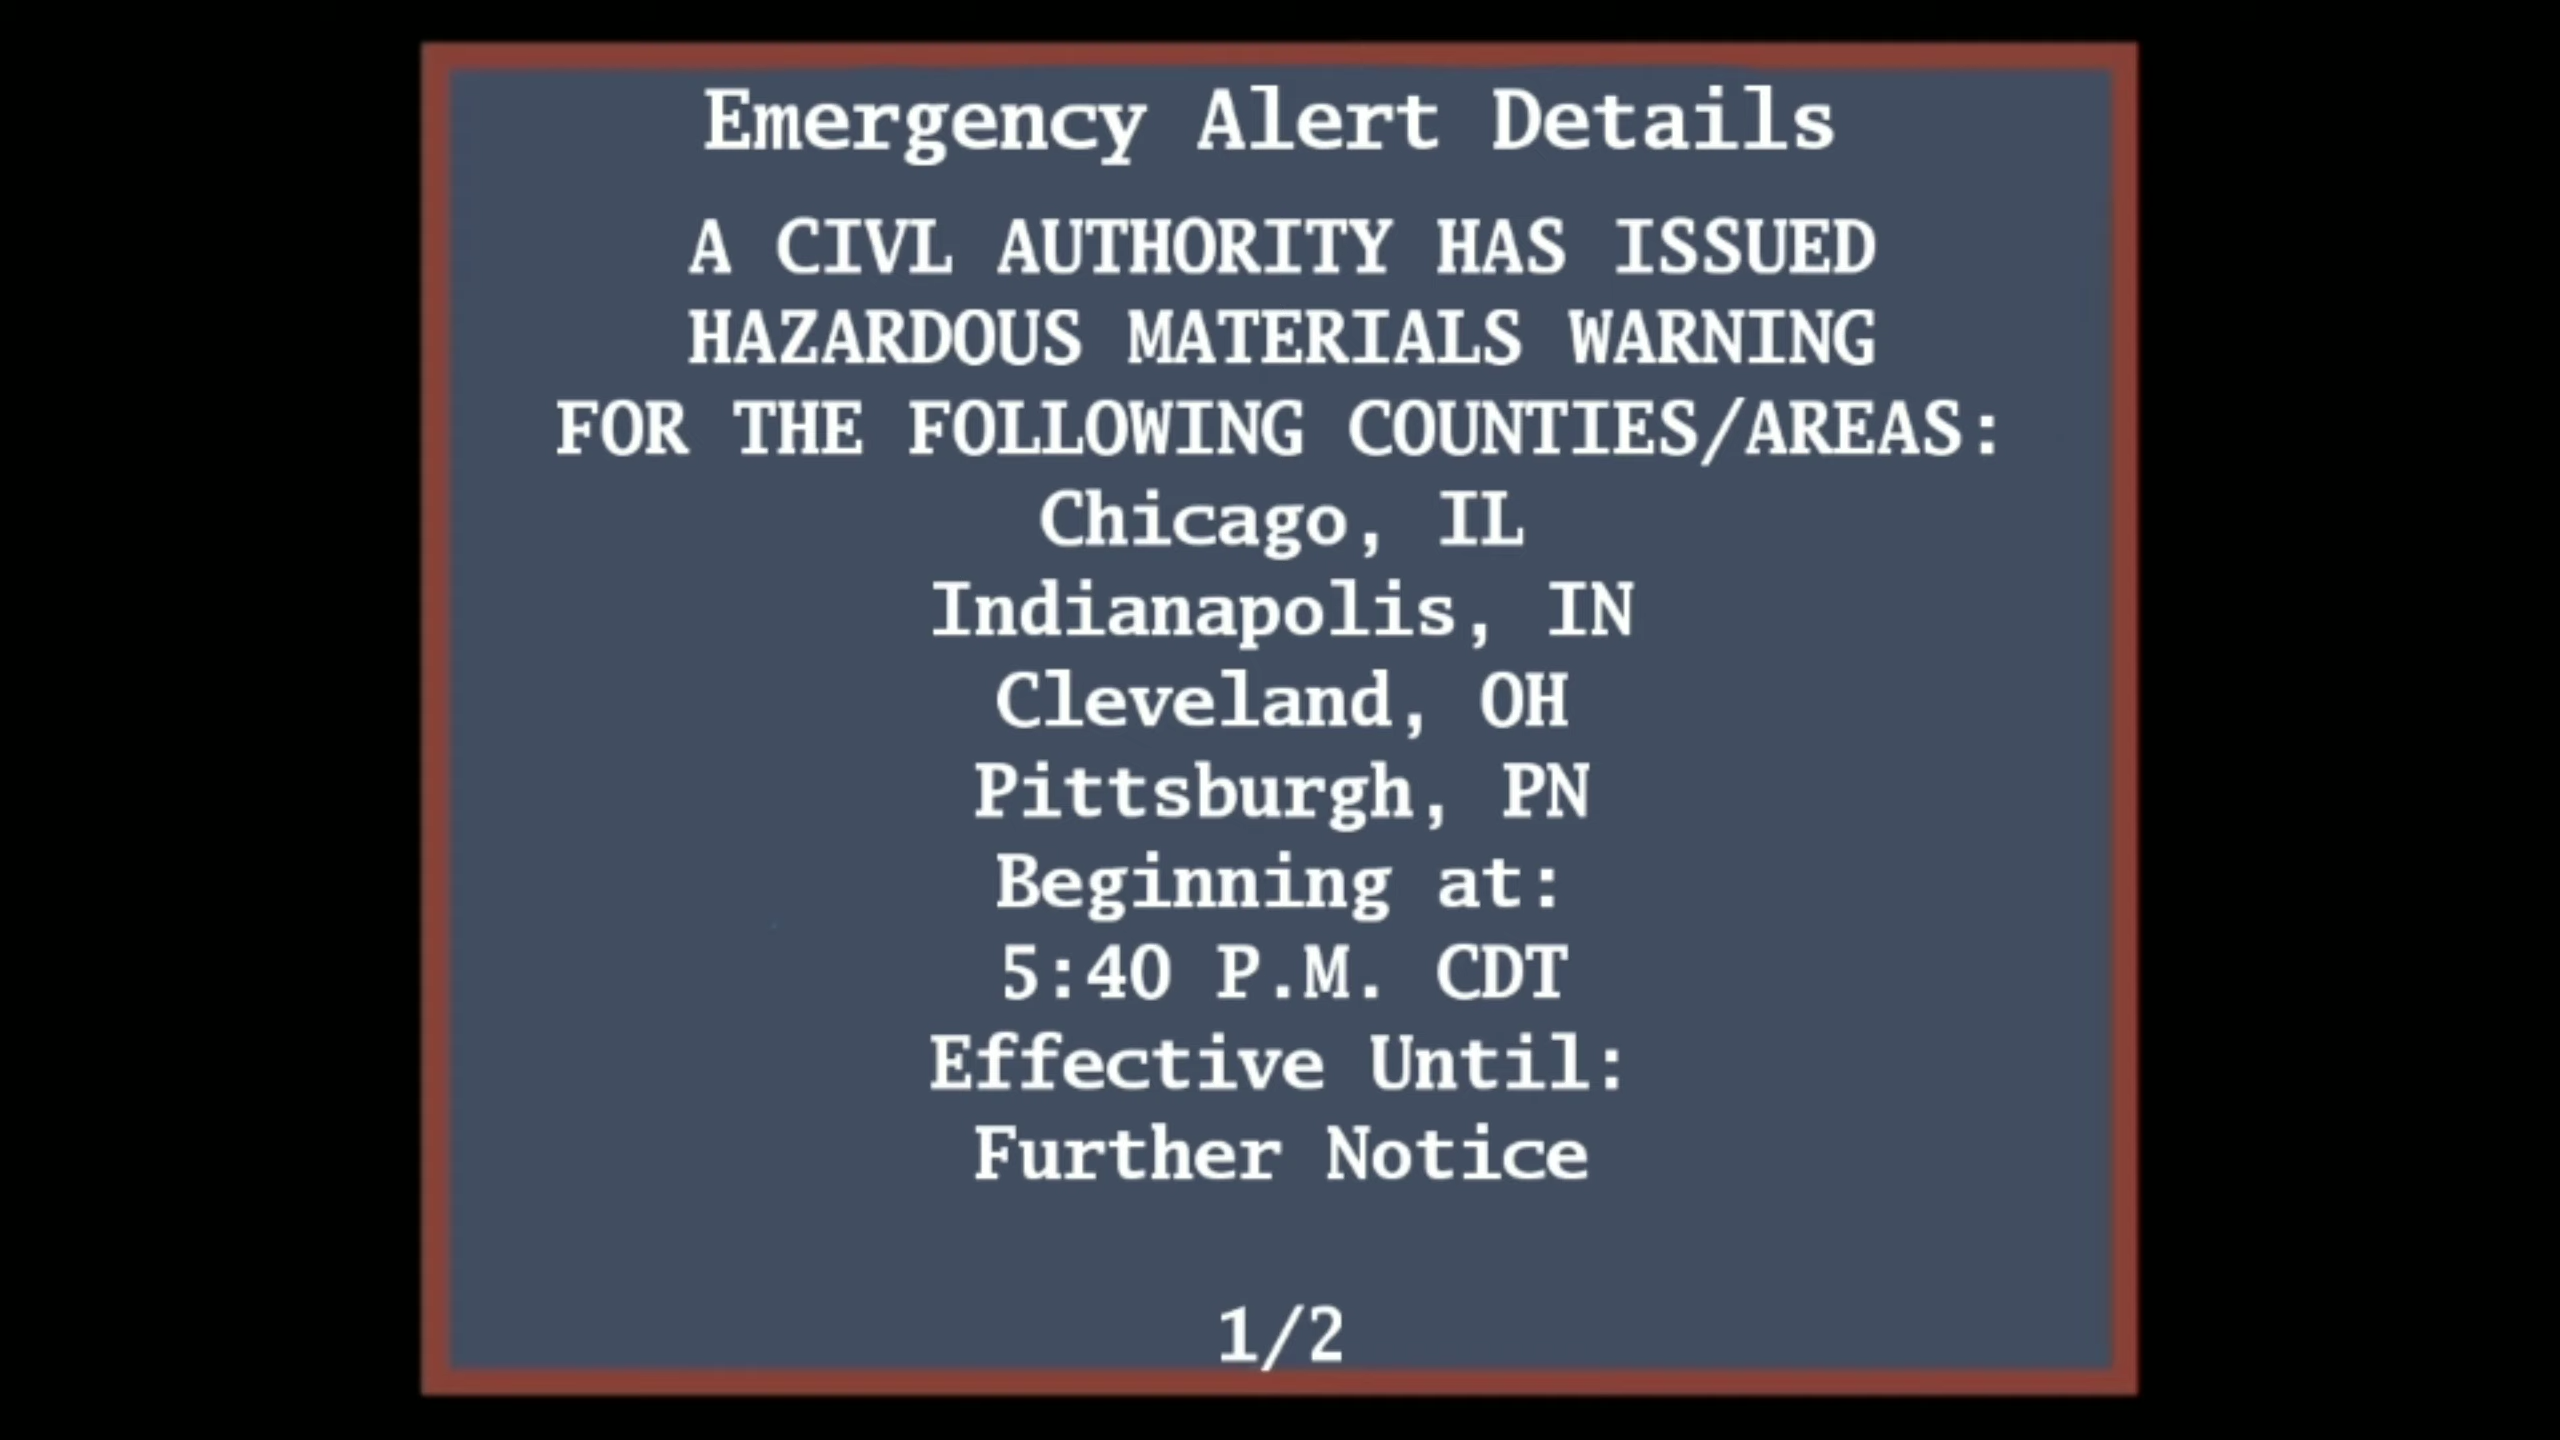 Emergency Alert Details
A CIVL AUTHORITY HAS ISSUED
HAZARDOUS MATERIALS WARNING
FOR THE FOLLOWING COUNTIES/AREAS:
Chicago, IL
Indianapolis, IN
Cleveland, OH
Pittsburgh, PN
Beginning at:
5:40 P.M. CDT
Effective Until:
Further Notice
1/2